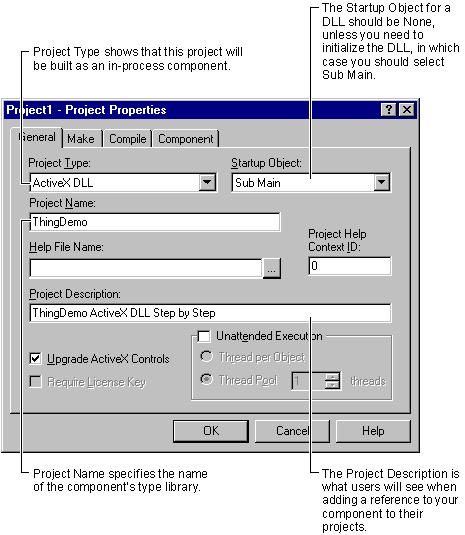 The Startup Object for a
DLL should be None,
unless you need to
initialize the DLL, in which
case you should select
Sub Main.
Project Type shows that this project will
be built as an in-process component.
Project1 - Project Properties
General Make Compile Component
Project Type: Startup Object:
ActiveX DLL Sub Main
Project Name:
ThingDemo
Help File Name: Project Help
Context ID:
... 0
Project Description:
ThingDemo ActiveX DLL Step by Step
Unattended Execution
Upgrade ActiveX Controls Thread per Object
Require License Key Thread Pool 1 threads
OK Cancel Help
Project Name specifies the name
of the component's type library.
The Project Description is
what users will see when
adding a reference to your
component to their
projects.